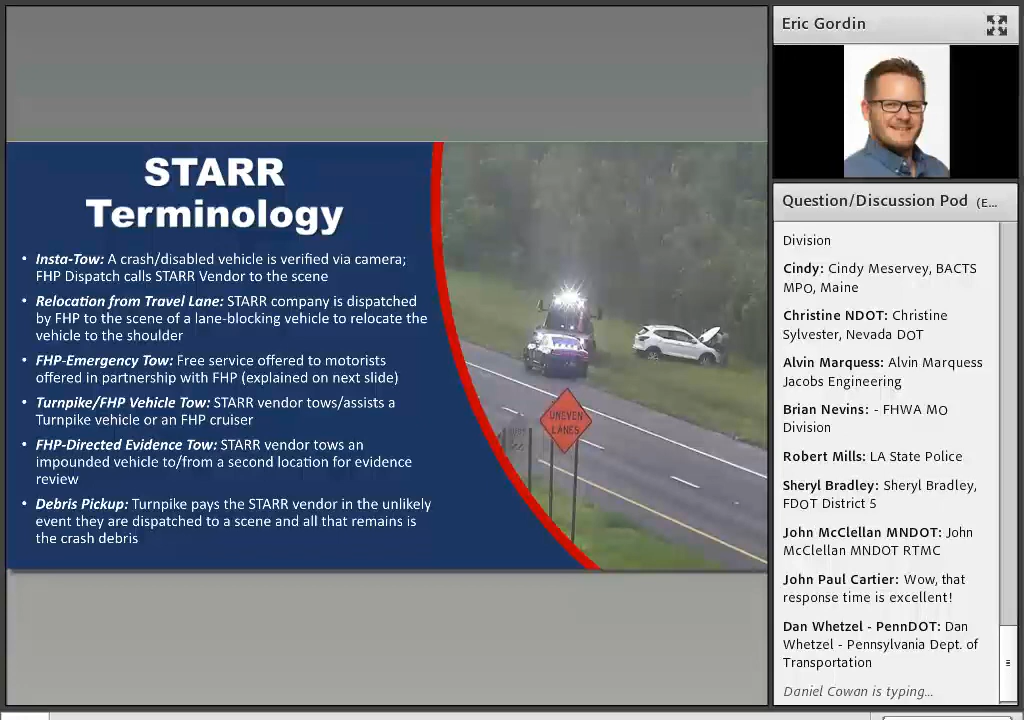 Eric Gordin
STARR
Terminology
• Insta-Tow: A crash/disabled vehicle is verified via camera;
FHP Dispatch calls STARR Vendor to the scene
• Relocation from Travel Lane: STARR company is dispatched
by FHP to the scene of a lane-blocking vehicle to relocate the
vehicle to the shoulder
• FHP-Emergency Tow: Free service offered to motorists
offered in partnership with FHP (explained on next slide)
• Turnpike/FHP Vehicle Tow: STARR vendor tows/assists a
Turnpike vehicle or an FHP cruiser
• FHP-Directed Evidence Tow: STARR vendor tows an
impounded vehicle to/from a second location for evidence
review
• Debris Pickup: Turnpike pays the STARR vendor in the unlikely
event they are dispatched to a scene and all that remains is
the crash debris
UNEVEN
LANES
Question/Discussion Pod (E...
Division
Cindy: Cindy Meservey, BACTS
MPO, Maine
Christine NDOT: Christine
Sylvester, Nevada DOT
Alvin Marquess: Alvin Marquess
Jacobs Engineering
Brian Nevins: - FHWA MO
Division
Robert Mills: LA State Police
Sheryl Bradley: Sheryl Bradley,
FDOT District 5
John McClellan MNDOT: John
McClellan MNDOT RTMC
John Paul Cartier: Wow, that
response time is excellent!
Dan Whetzel - PennDOT: Dan
Whetzel - Pennsylvania Dept. of
Transportation
Daniel Cowan is typing...